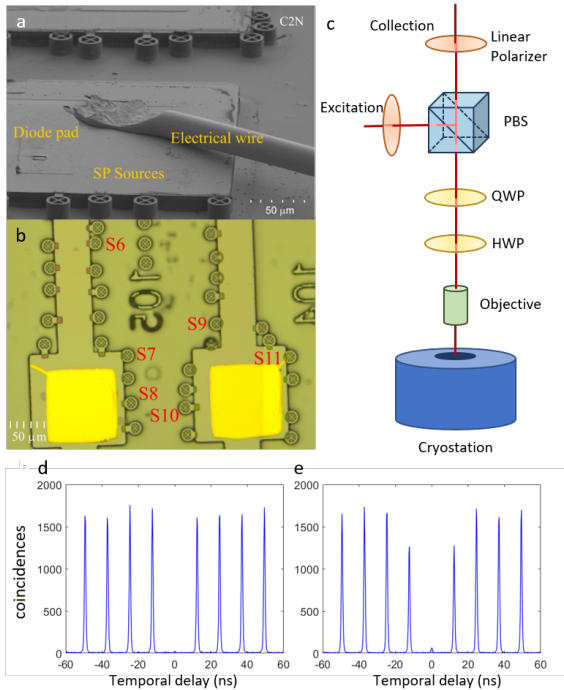 a
C2N
Diode pad
Electrical wire
SP Sources
50 μm
b
S6
102
S9
S7
S11
S8
S10
50 μm
c
Collection
Linear
Polarizer
Excitation
PBS
QWP
HWP
Objective
Cryostation
d
coincidences
2000
1500
1000
500
0
-60 -40 -20 0 20 40 60
Temporal delay (ns)
e
2000
1500
1000
500
0
-60 -40 -20 0 20 40 60
Temporal delay (ns)